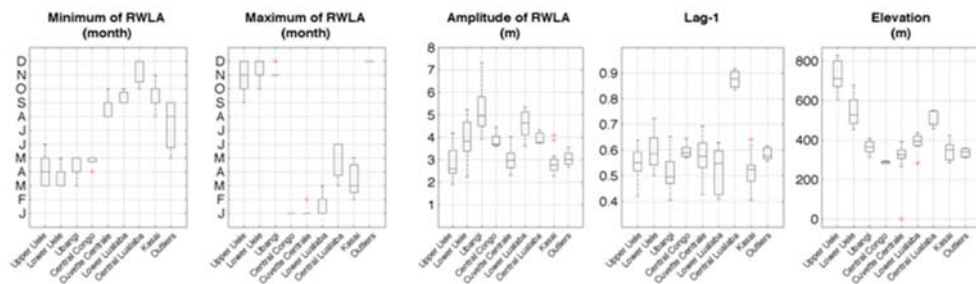 Minimum of RWLA
(month)
D
N
O
S
A
J
J
M
A
M
F
J
Upper Uele
Lower Uele
Ubangi
Central Congo
Cuvette Centrale
Lower Lualaba
Central Lualaba
Kasai
Outliers
Maximum of RWLA
(month)
D
N
O
S
A
J
J
M
A
M
F
J
Upper Uele
Lower Uele
Ubangi
Central Congo
Cuvette Centrale
Lower Lualaba
Central Lualaba
Kasai
Outliers
Amplitude of RWLA
(m)
8
7
6
5
4
3
2
1
Upper Uele
Lower Uele
Ubangi
Central Congo
Cuvette Centrale
Lower Lualaba
Central Lualaba
Kasai
Outliers
Lag-1
0.9
0.8
0.7
0.6
0.5
0.4
Upper Uele
Lower Uele
Ubangi
Central Congo
Cuvette Centrale
Lower Lualaba
Central Lualaba
Kasai
Outliers
Elevation
(m)
800
600
400
200
0
Upper Uele
Lower Uele
Ubangi
Central Congo
Cuvette Centrale
Lower Lualaba
Central Lualaba
Kasai
Outliers